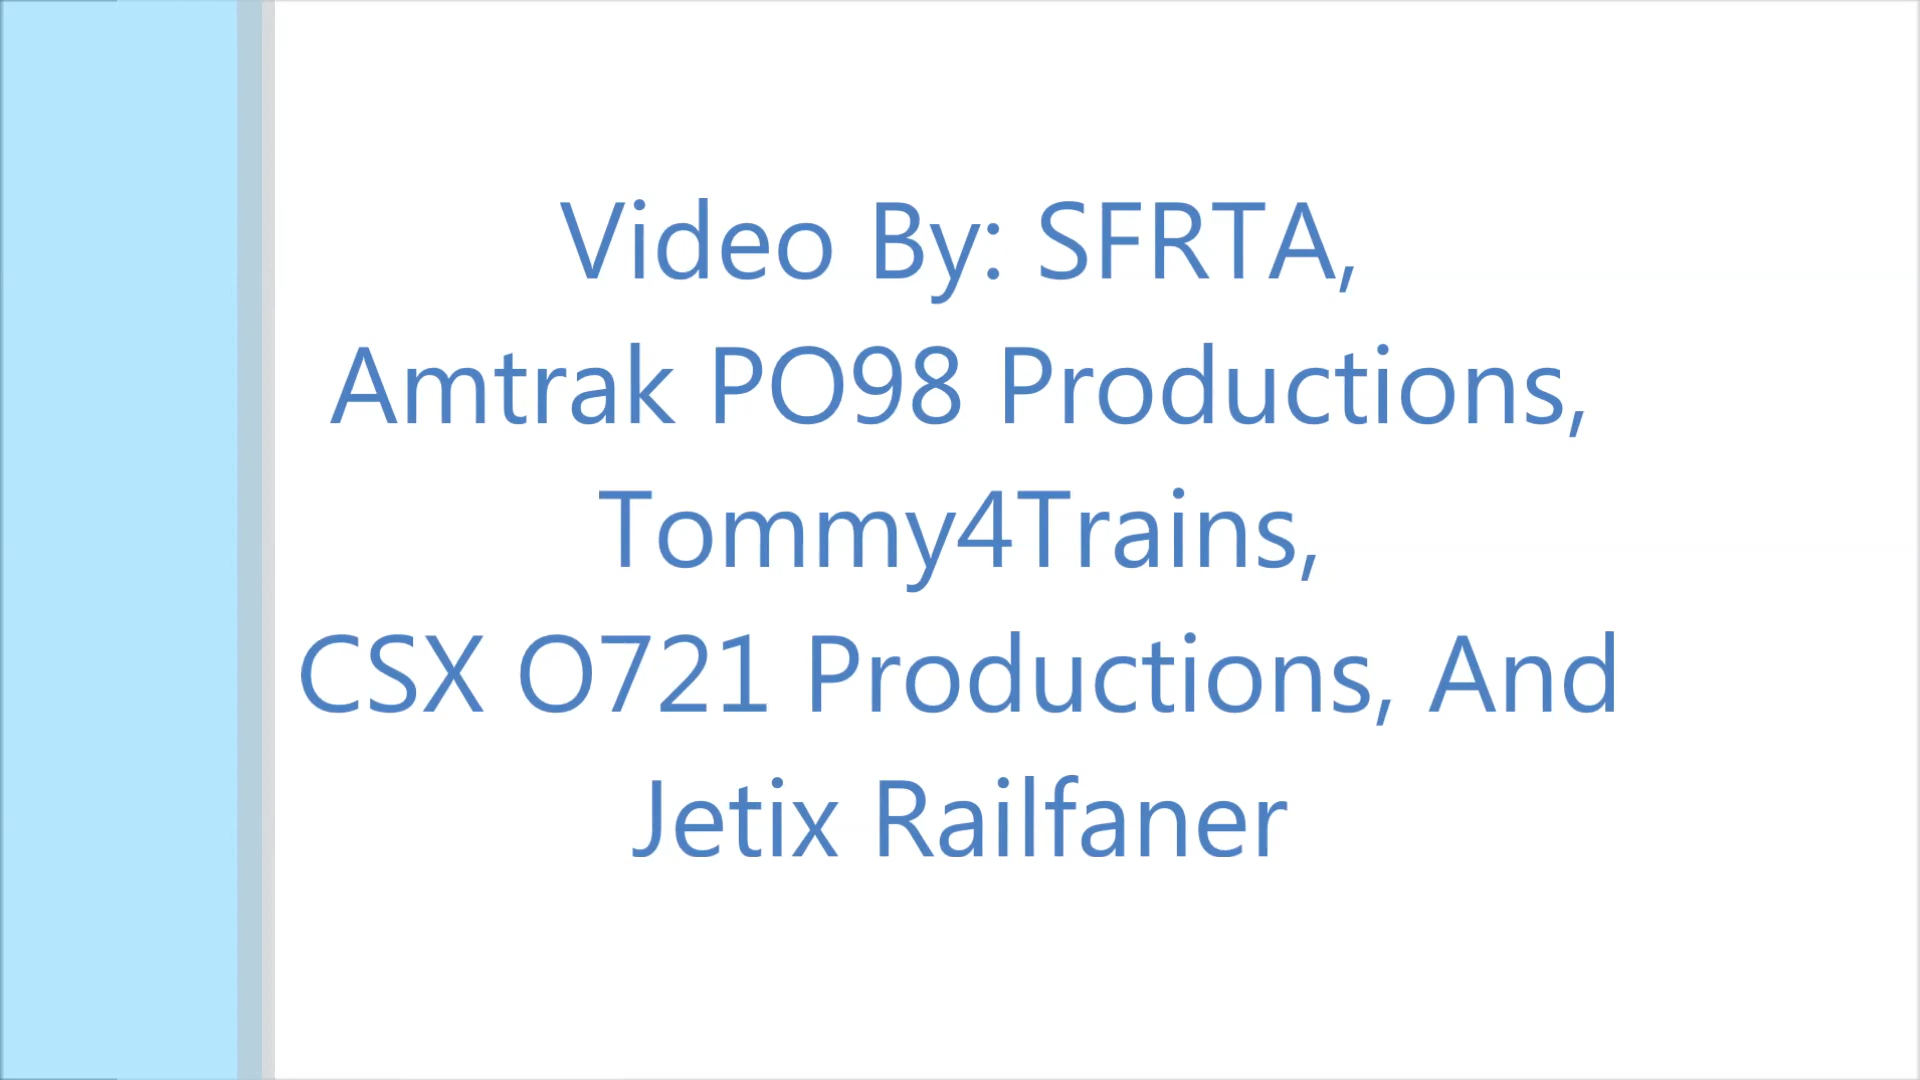 Video By: SFRTA,
Amtrak PO98 Productions,
Tommy4Trains,
CSX O721 Productions, And
Jetix Railfaner